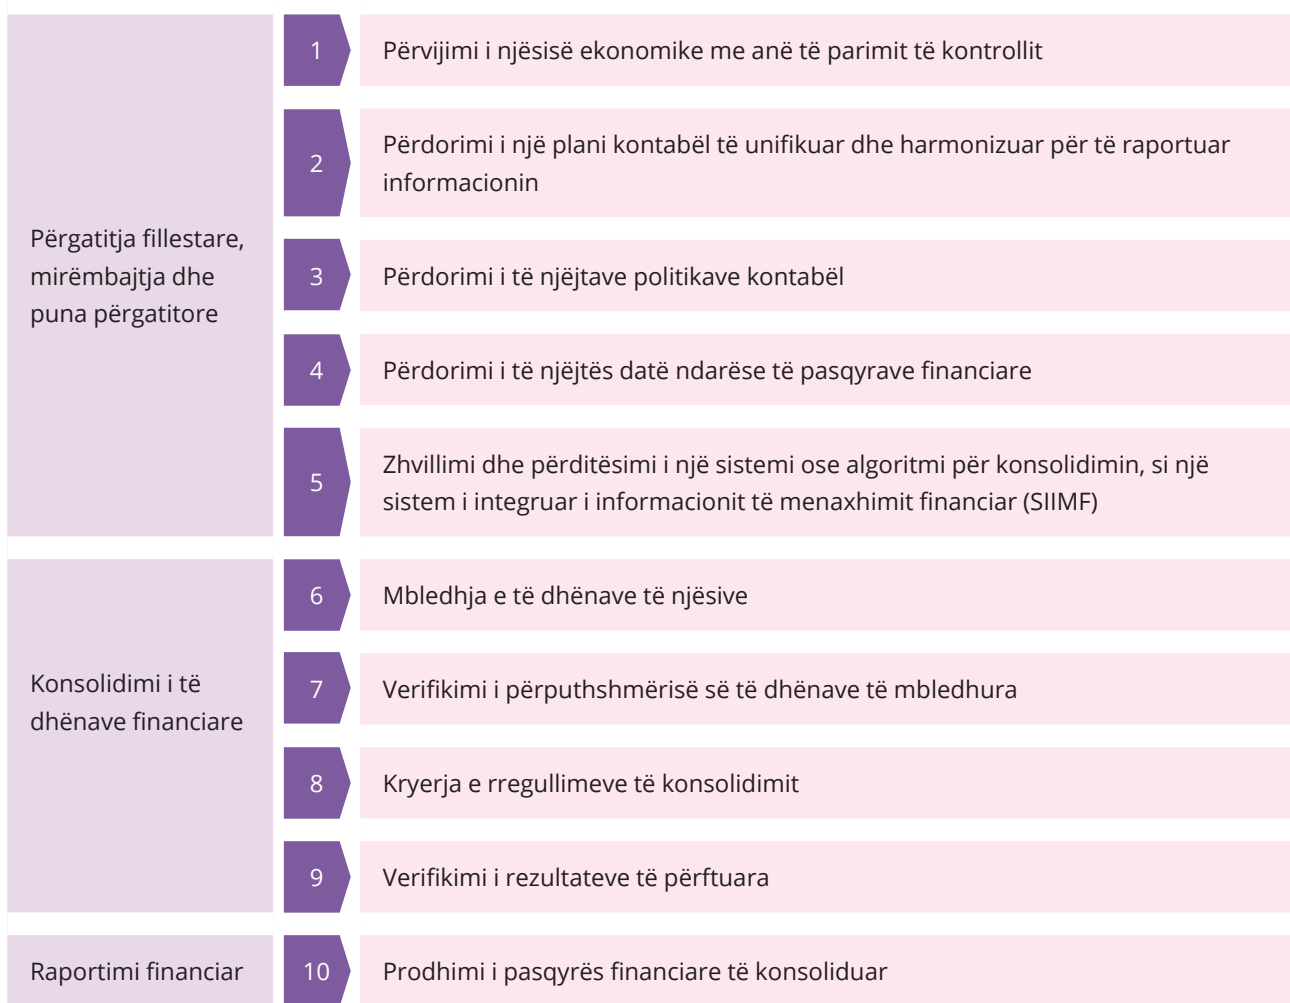 Përgatitja fillestare,
mirëmbajtja dhe
puna përgatitore
1
Përvijimi i njësisë ekonomike me anë të parimit të kontrollit
2
Përdorimi i një plani kontabël të unifikuar dhe harmonizuar për të raportuar
informacionin
3
Përdorimi i të njëjtave politikave kontabël
4
Përdorimi i të njëjtës datë ndarëse të pasqyrave financiare
5
Zhvillimi dhe përditësimi i një sistemi ose algoritmi për konsolidimin, si një
sistem i integruar i informacionit të menaxhimit financiar (SIIMF)
Konsolidimi i të
dhënave financiare
6
Mbledhja e të dhënave të njësive
7
Verifikimi i përputhshmërisë së të dhënave të mbledhura
8
Kryerja e rregullimeve të konsolidimit
9
Verifikimi i rezultateve të përftuara
Raportimi financiar
10
Prodhimi i pasqyrës financiare të konsoliduar